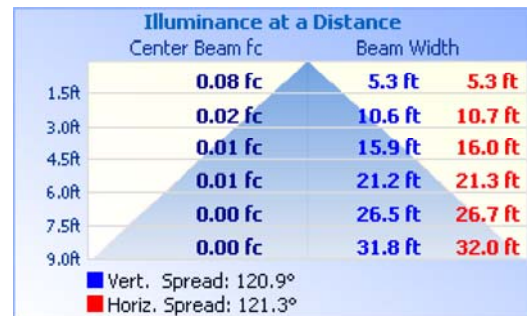 Illuminance at a Distance
Center Beam fc Beam Width
1.5ft 0.08 fc 5.3 ft 5.3 ft
3.0ft 0.02 fc 10.6 ft 10.7 ft
4.5ft 0.01 fc 15.9 ft 16.0 ft
6.0ft 0.01 fc 21.2 ft 21.3 ft
7.5ft 0.00 fc 26.5 ft 26.7 ft
9.0ft 0.00 fc 31.8 ft 32.0 ft
Vert. Spread: 120.9°
Horiz. Spread: 121.3°